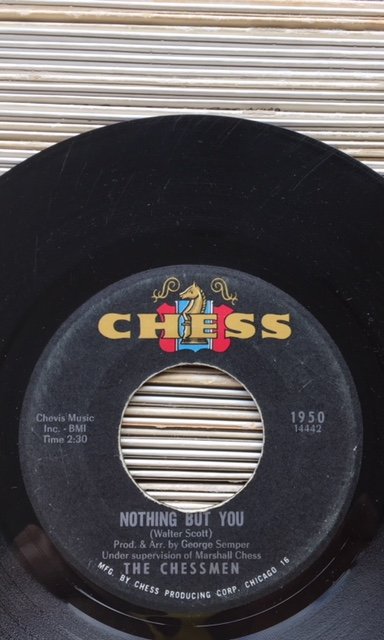 CHESS
Chevis Music
Inc. - BMI
Time 2:30
1950
14442
NOTHING BUT YOU
(Walter Scott)
Prod. & Arr. by George Semper
Under supervision of Marshall Chess
THE CHESSMEN
MFG. BY CHESS PRODUCING CORP. CHICAGO 16